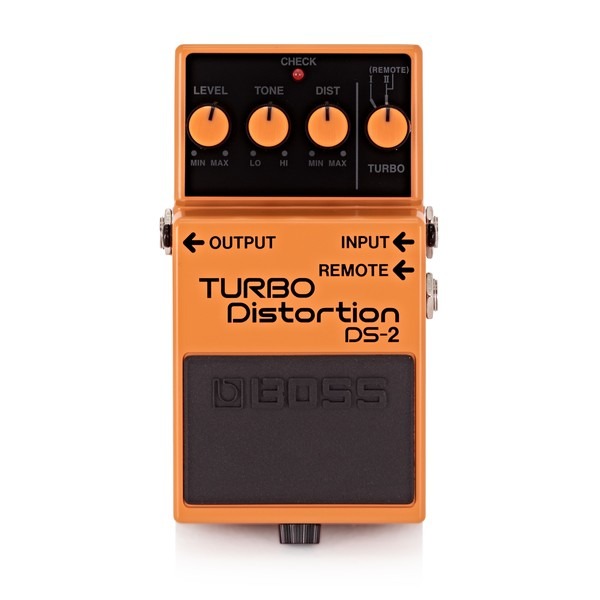 CHECK
(REMOTE)
I II
LEVEL TONE DIST
MIN MAX LO HI MIN MAX TURBO
OUTPUT INPUT
REMOTE
TURBO
Distortion
DS-2
BOSS